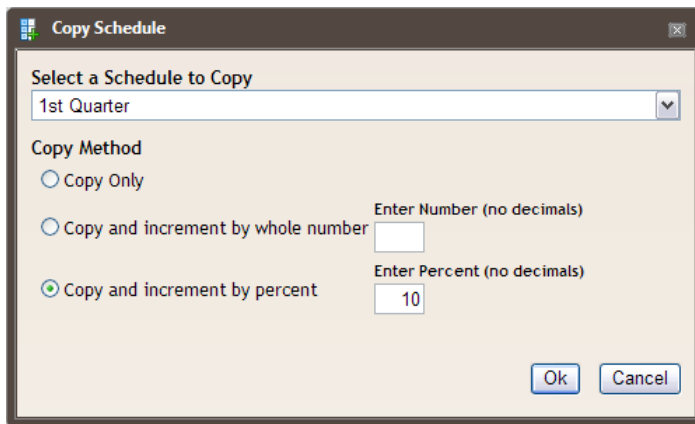 Copy Schedule
Select a Schedule to Copy
1st Quarter
Copy Method
Copy Only
Enter Number (no decimals)
Copy and increment by whole number
Enter Percent (no decimals)
Copy and increment by percent
10
Ok Cancel